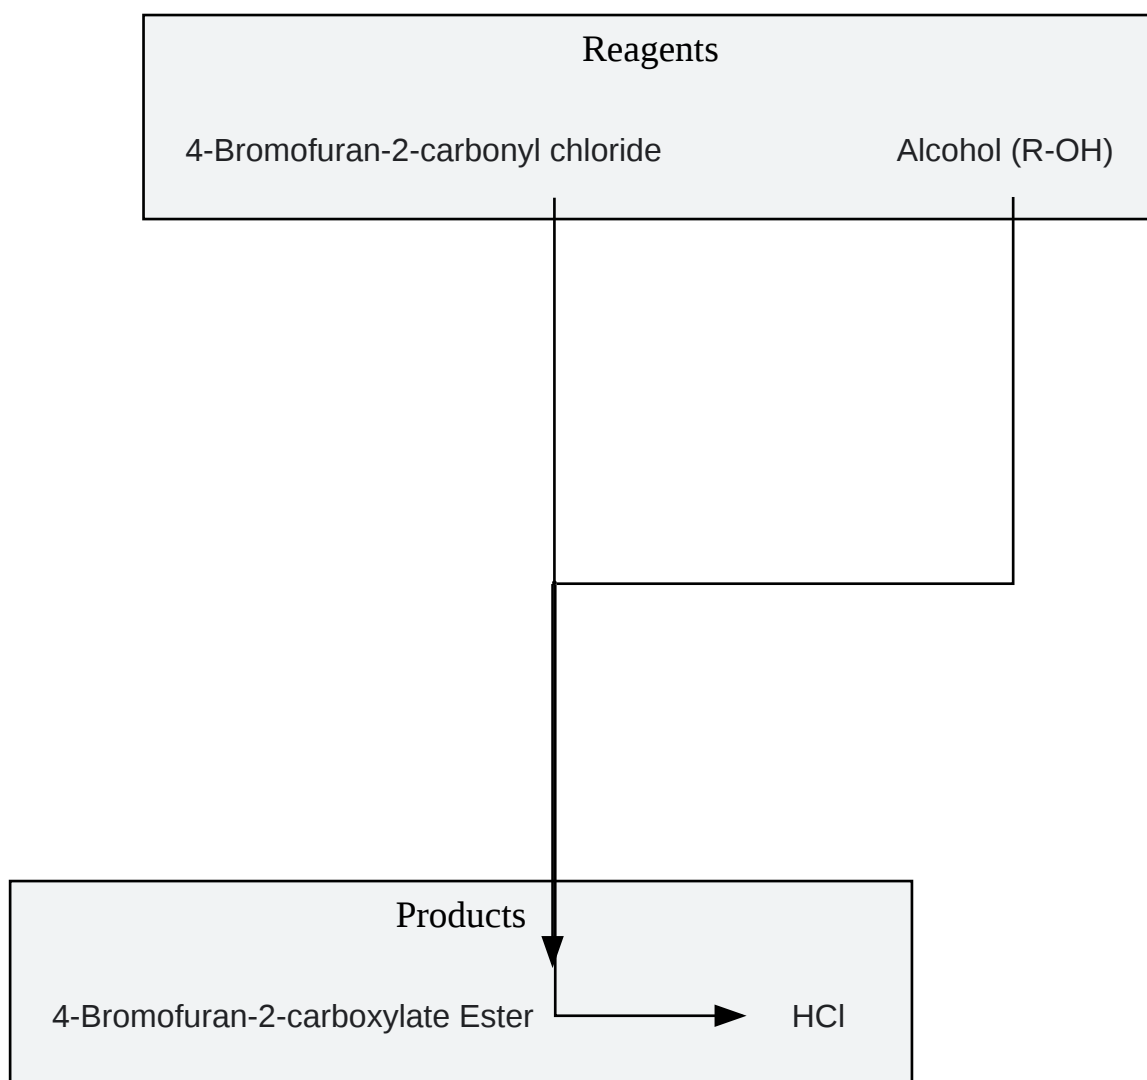 Reagents
4-Bromofuran-2-carbonyl chloride
Alcohol (R-OH)
Products
4-Bromofuran-2-carboxylate Ester
HCl